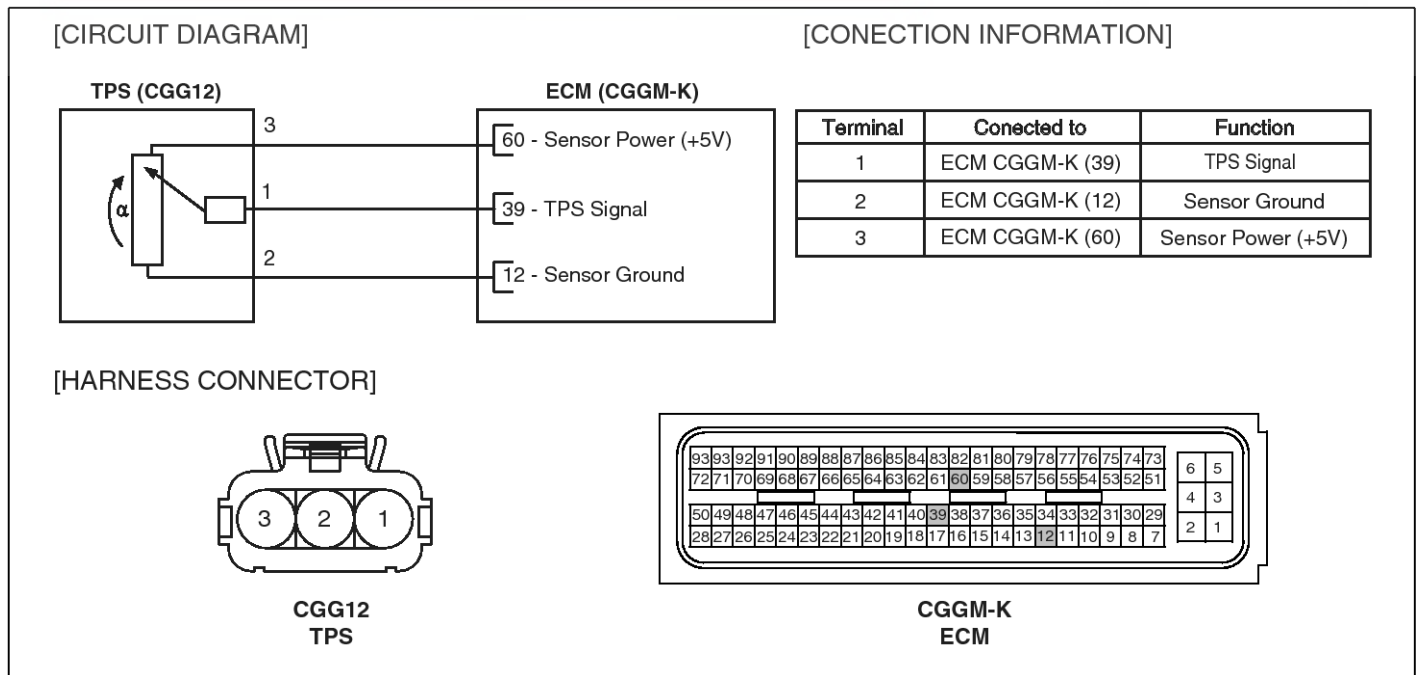 [CIRCUIT DIAGRAM]
[CONECTION INFORMATION]
TPS (CGG12)
ECM (CGGM-K)
3
60 - Sensor Power (+5V)
1
39 - TPS Signal
α
2
12 - Sensor Ground
Terminal Conected to Function
1 ECM CGGM-K (39) TPS Signal
2 ECM CGGM-K (12) Sensor Ground
3 ECM CGGM-K (60) Sensor Power (+5V)
[HARNESS CONNECTOR]
3 2 1
CGG12
TPS
93 93 92 91 90 89 88 87 86 85 84 83 82 81 80 79 78 77 76 75 74 73
72 71 70 69 68 67 66 65 64 63 62 61 60 59 58 57 56 55 54 53 52 51
50 49 48 47 46 45 44 43 42 41 40 39 38 37 36 35 34 33 32 31 30 29
28 27 26 25 24 23 22 21 20 19 18 17 16 15 14 13 12 11 10 9 8 7
6 5
4 3
2 1
CGGM-K
ECM